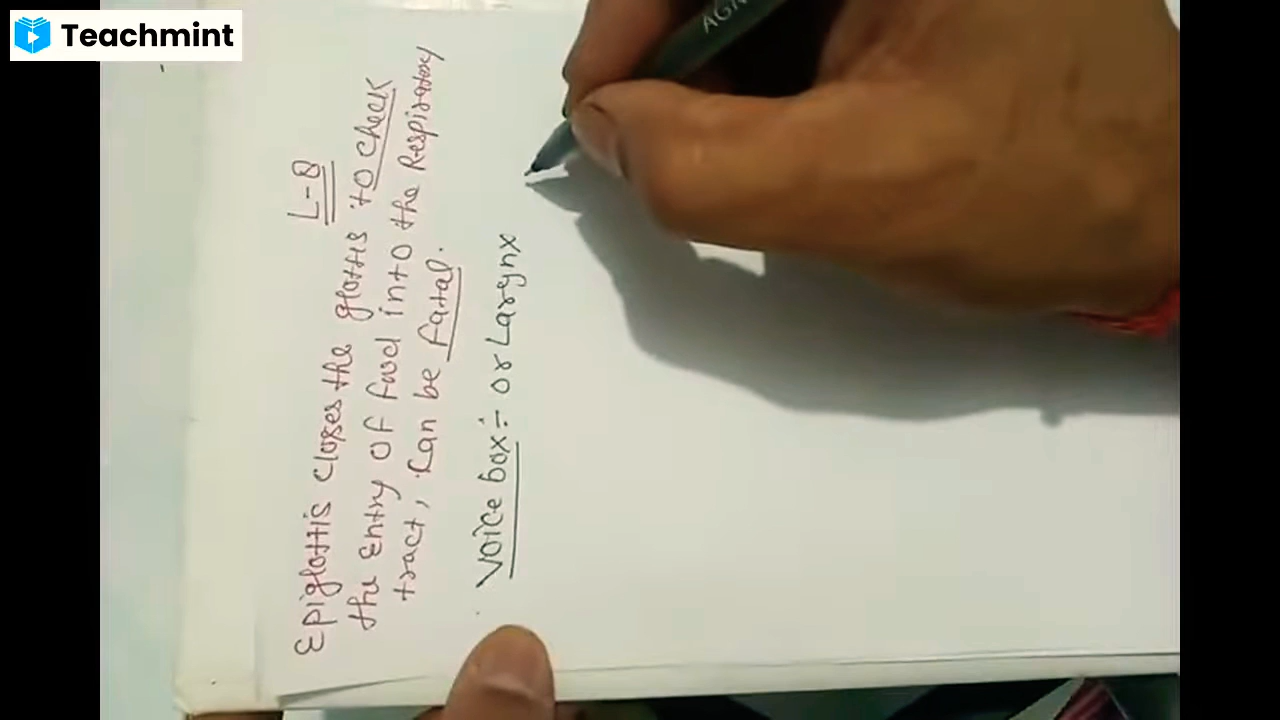 Teachmint
L-8
Epiglottis closes the glottis to check
the Entry of food into the Respiratory
tract, can be fatal.
Voice box:- or Larynx
AGN